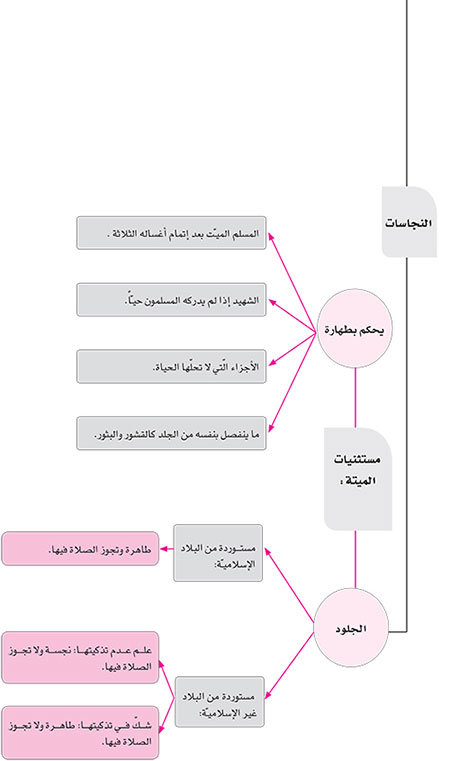 النجاسات
يحكم بطهارة
المسلم الميّت بعد إتمام أغساله الثلاثة .
الشهيد إذا لم يدركه المسلمون حيّاً.
الأجزاء الّتي لا تحلّها الحياة.
ما ينفصل بنفسه من الجلد كالقشور والبثور.
مستثنيات
الميتة :
الجلود
مستوردة من البلاد
الإسلاميّة:
طاهرة وتجوز الصلاة فيها.
مستوردة من البلاد
غير الإسلاميّة:
علم عدم تذكيتها: نجسة ولا تجوز
الصلاة فيها.
شكّ في تذكيتها: طاهرة ولا تجوز
الصلاة فيها.